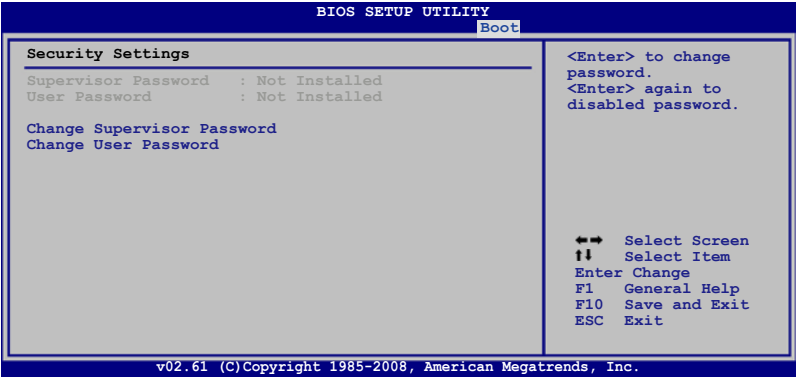 BIOS SETUP UTILITY
Boot
Security Settings
Supervisor Password : Not Installed
User Password : Not Installed
Change Supervisor Password
Change User Password
<Enter> to change
password.
<Enter> again to
disabled password.
←→ Select Screen
↑↓ Select Item
Enter Change
F1 General Help
F10 Save and Exit
ESC Exit
v02.61 (C)Copyright 1985-2008, American Megatrends, Inc.